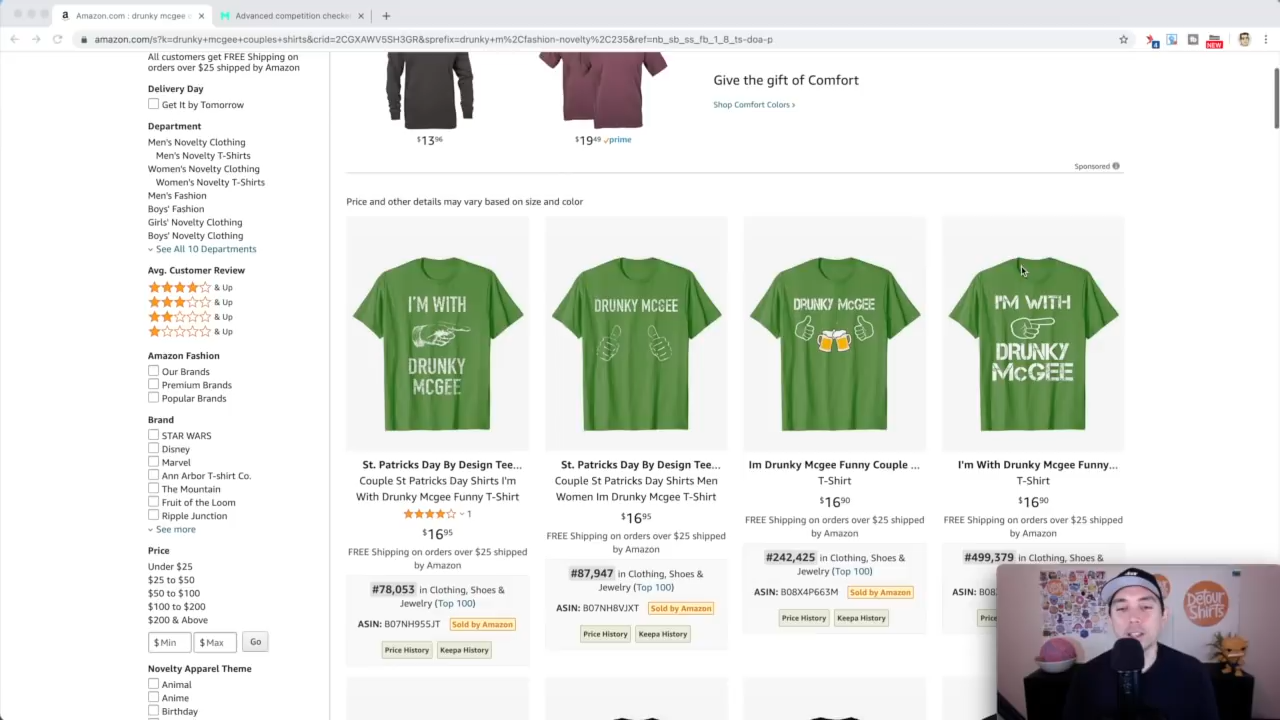 Amazon.com : drunky mcgee c
Advanced competition checke
amazon.com/s?k=drunky+mcgee+couples+shirts&crid=2CGXAWV5SH3GR&sprefix=drunky+m%2Cfashion-novelty%2C235&ref=nb_sb_ss_fb_1_8_ts-doa-p
4
NEW
All customers get FREE Shipping on
orders over $25 shipped by Amazon
Delivery Day
Get It by Tomorrow
Department
Men's Novelty Clothing
Men's Novelty T-Shirts
Women's Novelty Clothing
Women's Novelty T-Shirts
Men's Fashion
Boys' Fashion
Girls' Novelty Clothing
Boys' Novelty Clothing
See All 10 Departments
Avg. Customer Review
& Up
& Up
& Up
& Up
Amazon Fashion
Our Brands
Premium Brands
Popular Brands
Brand
STAR WARS
Disney
Marvel
Ann Arbor T-shirt Co.
The Mountain
Fruit of the Loom
Ripple Junction
See more
Price
Under $25
$25 to $50
$50 to $100
$100 to $200
$200 & Above
$ Min $ Max Go
Novelty Apparel Theme
Animal
Anime
Birthday
$13 96
$19 49 prime
Give the gift of Comfort
Shop Comfort Colors ›
Sponsored
Price and other details may vary based on size and color
I'M WITH
DRUNKY
MCGEE
St. Patricks Day By Design Tee...
Couple St Patricks Day Shirts I'm
With Drunky Mcgee Funny T-Shirt
1
$16 95
FREE Shipping on orders over $25 shipped
by Amazon
#78,053 in Clothing, Shoes &
Jewelry (Top 100)
ASIN: B07NH955JT Sold by Amazon
Price History Keepa History
DRUNKY MCGEE
St. Patricks Day By Design Tee...
Couple St Patricks Day Shirts Men
Women Im Drunky Mcgee T-Shirt
$16 95
FREE Shipping on orders over $25 shipped
by Amazon
#87,947 in Clothing, Shoes &
Jewelry (Top 100)
ASIN: B07NH8VJXT Sold by Amazon
Price History Keepa History
DRUNKY McGEE
Im Drunky Mcgee Funny Couple ...
T-Shirt
$16 90
FREE Shipping on orders over $25 shipped
by Amazon
#242,425 in Clothing, Shoes &
Jewelry (Top 100)
ASIN: B08X4P663M Sold by Amazon
Price History Keepa History
I'M WITH
DRUNKY
McGEE
I'm With Drunky Mcgee Funny...
T-Shirt
$16 90
FREE Shipping on orders over $25 shipped
by Amazon
#499,379 in Clothing, Shoes &
ASIN: B08
Price
Detour
Shirts